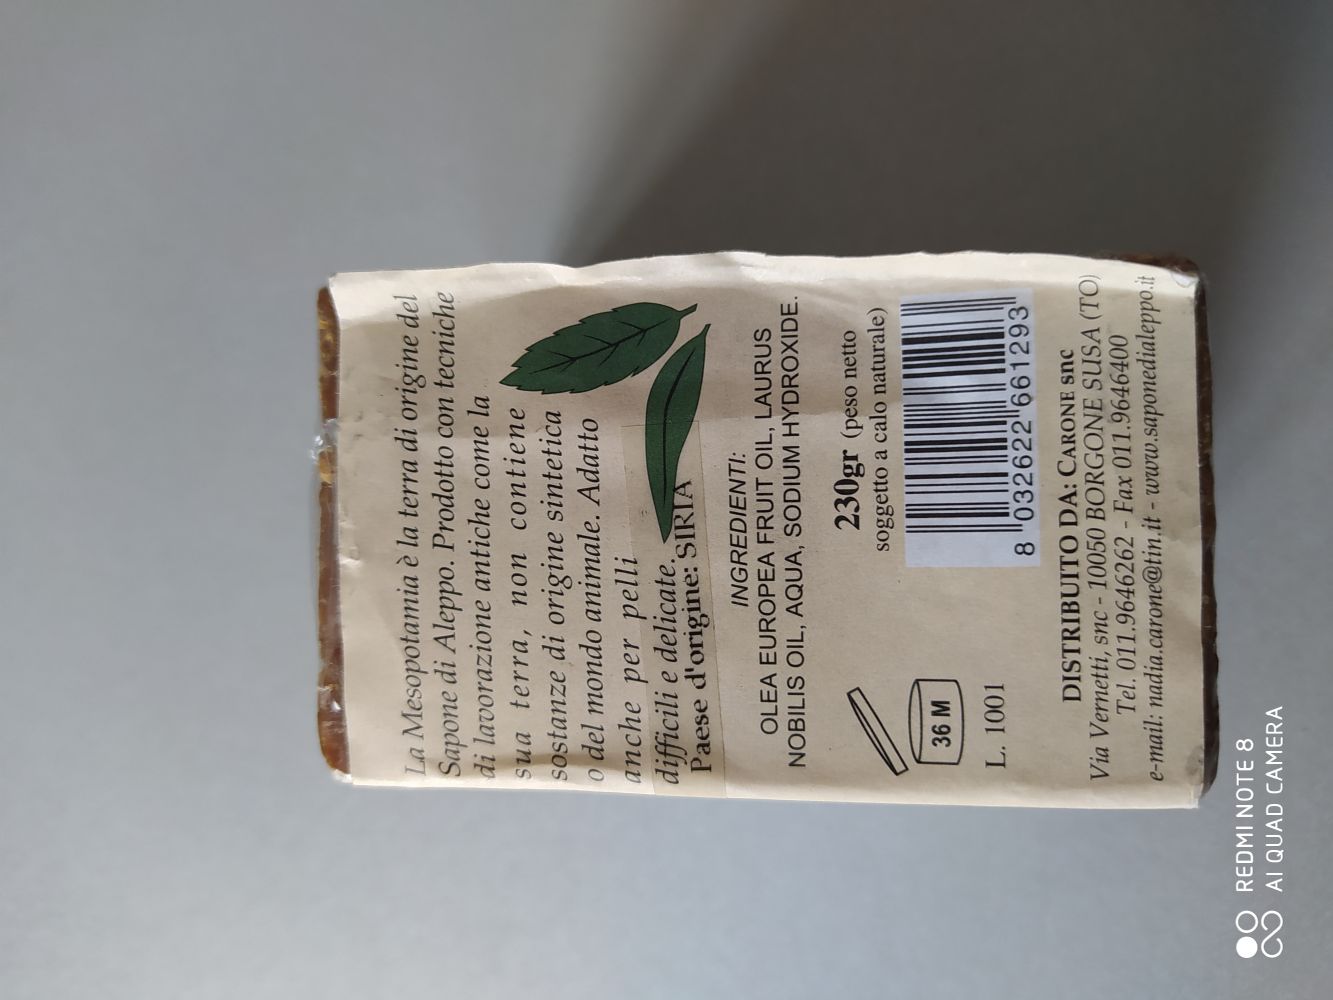 La Mesopotamia è la terra di origine del
Sapone di Aleppo. Prodotto con tecniche
di lavorazione antiche come la
sua terra, non contiene
sostanze di origine sintetica
o del mondo animale. Adatto
anche per pelli
difficili e delicate.
Paese d'origine: SIRIA
INGREDIENTI:
OLEA EUROPEA FRUIT OIL, LAURUS
NOBILIS OIL, AQUA, SODIUM HYDROXIDE.
230gr (peso netto
soggetto a calo naturale)
36 M
L. 1001
8 032622 661293
DISTRIBUITO DA: CARONE snc
Via Vernetti, snc - 10050 BORGONE SUSA (TO)
Tel. 011.9646262 - Fax 011.9646400
e-mail: nadia.carone@tin.it - www.saponedialeppo.it
REDMI NOTE 8
AI QUAD CAMERA